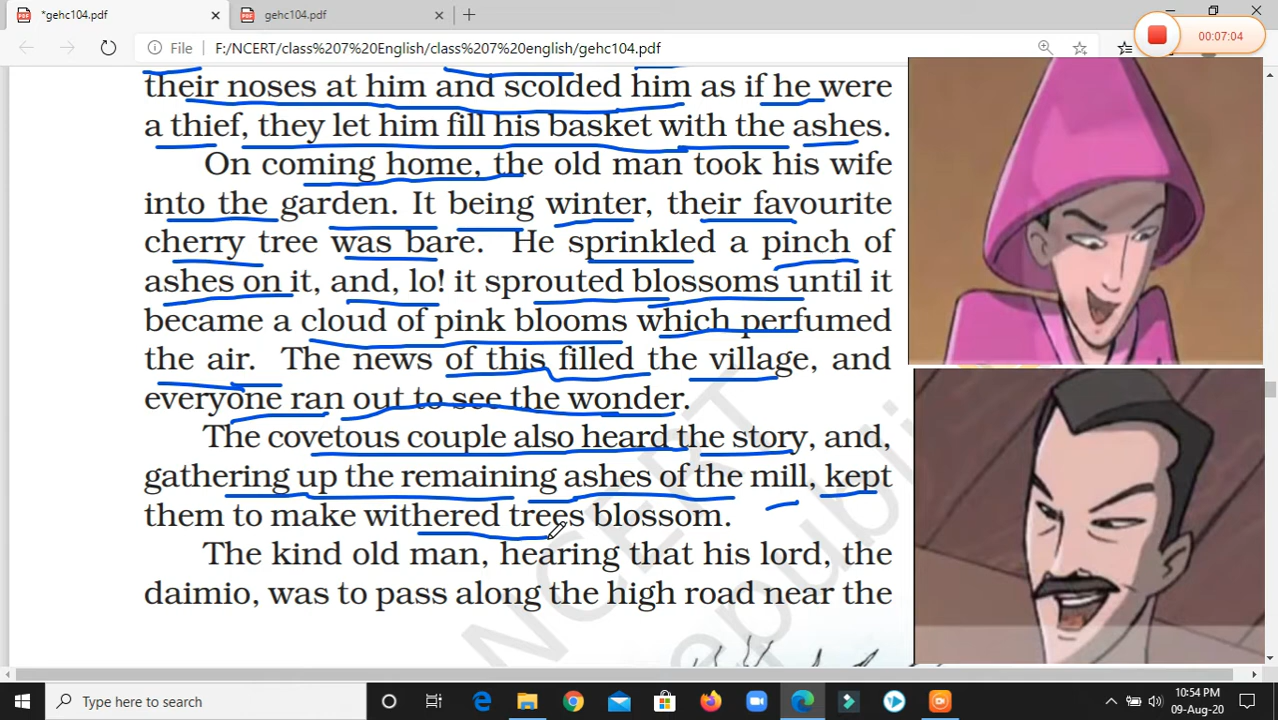 *gehc104.pdf
gehc104.pdf
File
F:/NCERT/class%207%20English/class%207%20english/gehc104.pdf
00:07:04
their noses at him and scolded him as if he were
a thief, they let him fill his basket with the ashes.
On coming home, the old man took his wife
into the garden. It being winter, their favourite
cherry tree was bare. He sprinkled a pinch of
ashes on it, and, lo! it sprouted blossoms until it
became a cloud of pink blooms which perfumed
the air. The news of this filled the village, and
everyone ran out to see the wonder.
The covetous couple also heard the story, and,
gathering up the remaining ashes of the mill, kept
them to make withered trees blossom.
The kind old man, hearing that his lord, the
daimio, was to pass along the high road near the
NCERT
republi
Type here to search
10:54 PM
09-Aug-20